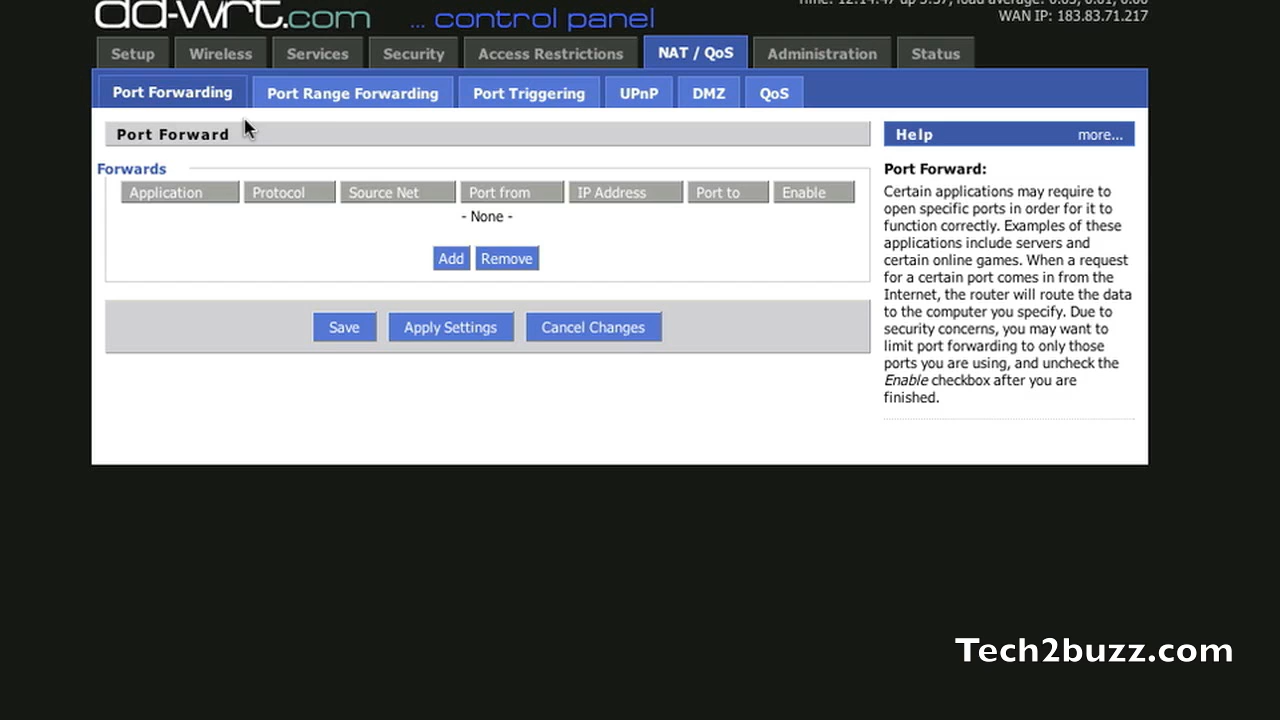 dd-wrt.com ... control panel
WAN IP: 183.83.71.217
Setup Wireless Services Security Access Restrictions NAT / QoS Administration Status
Port Forwarding Port Range Forwarding Port Triggering UPnP DMZ QoS
Port Forward
Forwards
Application Protocol Source Net Port from IP Address Port to Enable
- None -
Add Remove
Save Apply Settings Cancel Changes
Help more...
Port Forward:
Certain applications may require to
open specific ports in order for it to
function correctly. Examples of these
applications include servers and
certain online games. When a request
for a certain port comes in from the
Internet, the router will route the data
to the computer you specify. Due to
security concerns, you may want to
limit port forwarding to only those
ports you are using, and uncheck the
Enable checkbox after you are
finished.
Tech2buzz.com